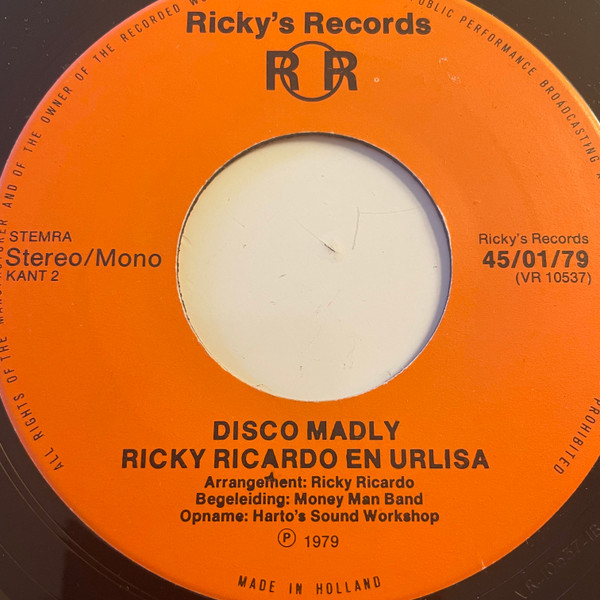 Ricky's Records
R R
ALL RIGHTS OF THE MANUFACTURER AND OF THE OWNER OF THE RECORDED
PUBLIC PERFORMANCE BROADCASTING
PROHIBITED
STEMRA
Stereo/Mono
KANT 2
Ricky's Records
45/01/79
(VR 10537)
DISCO MADLY
RICKY RICARDO EN URLISA
Arrangement: Ricky Ricardo
Begeleiding: Money Man Band
Opname: Harto's Sound Workshop
℗ 1979
MADE IN HOLLAND